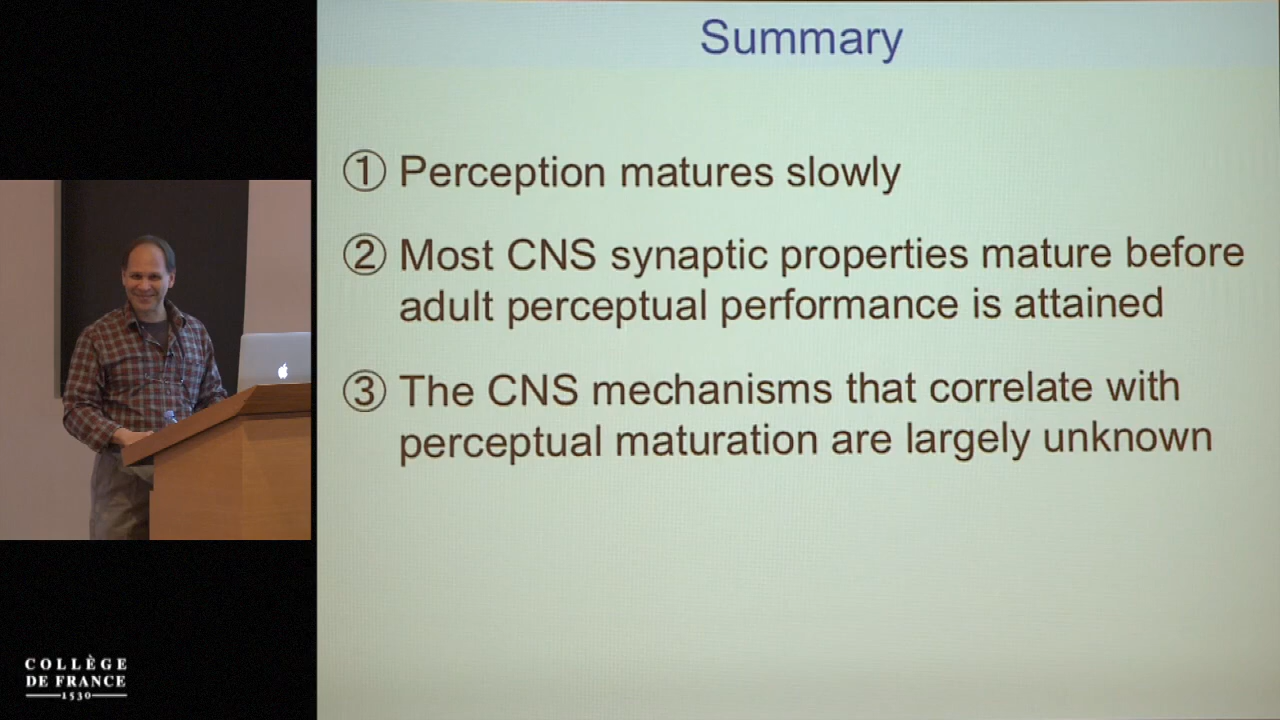 Summary
① Perception matures slowly
② Most CNS synaptic properties mature before
adult perceptual performance is attained
③ The CNS mechanisms that correlate with
perceptual maturation are largely unknown
COLLÈGE
DE FRANCE
1530